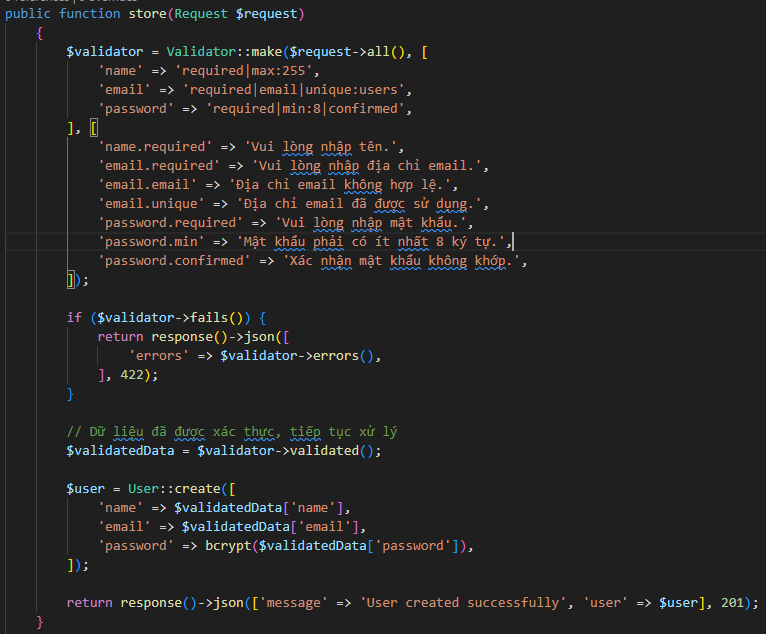 public function store(Request $request)
{
$validator = Validator::make($request->all(), [
'name' => 'required|max:255',
'email' => 'required|email|unique:users',
'password' => 'required|min:8|confirmed',
], [
'name.required' => 'Vui lòng nhập tên.',
'email.required' => 'Vui lòng nhập địa chỉ email.',
'email.email' => 'Địa chỉ email không hợp lệ.',
'email.unique' => 'Địa chỉ email đã được sử dụng.',
'password.required' => 'Vui lòng nhập mật khẩu.',
'password.min' => 'Mật khẩu phải có ít nhất 8 ký tự.',
'password.confirmed' => 'Xác nhận mật khẩu không khớp.',
]);
if ($validator->fails()) {
return response()->json([
'errors' => $validator->errors(),
], 422);
}
// Dữ liệu đã được xác thực, tiếp tục xử lý
$validatedData = $validator->validated();
$user = User::create([
'name' => $validatedData['name'],
'email' => $validatedData['email'],
'password' => bcrypt($validatedData['password']),
]);
return response()->json(['message' => 'User created successfully', 'user' => $user], 201);
}